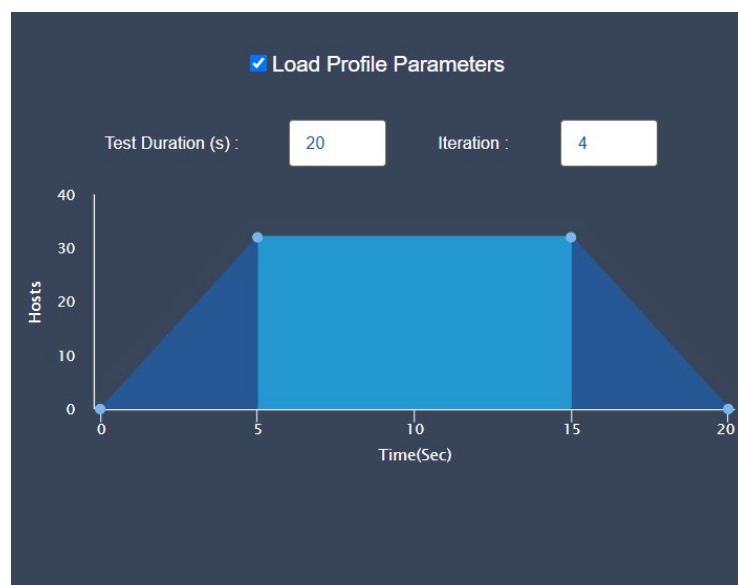 Load Profile Parameters
Test Duration (s) : 20 Iteration : 4
40
30
20
10
0
Hosts
0 5 10 15 20
Time(Sec)